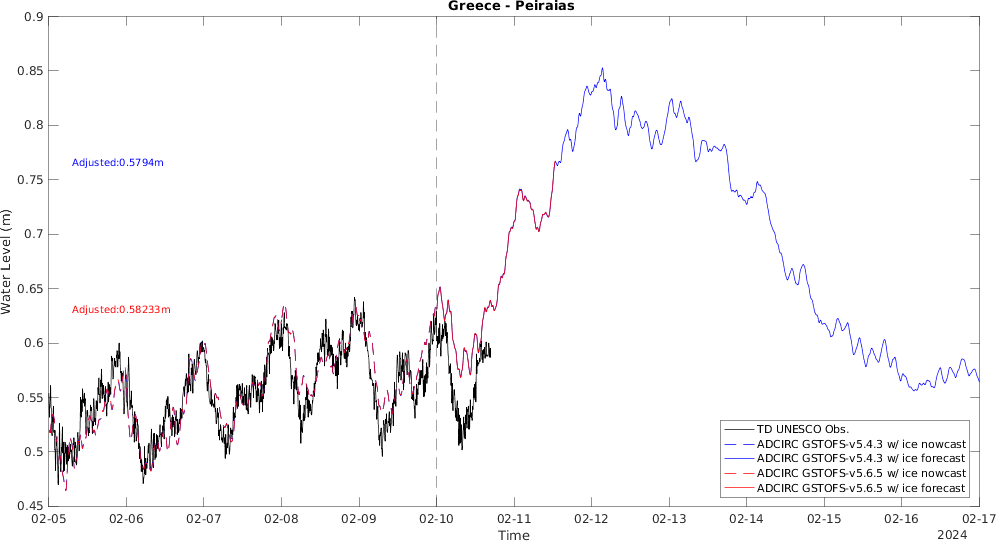 Greece - Peiraias
0.9
0.85
0.8
0.75
0.7
0.65
0.6
0.55
0.5
0.45
Water Level (m)
Adjusted:0.5794m
Adjusted:0.58233m
TD UNESCO Obs.
ADCIRC GSTOFS-v5.4.3 w/ ice nowcast
ADCIRC GSTOFS-v5.4.3 w/ ice forecast
ADCIRC GSTOFS-v5.6.5 w/ ice nowcast
ADCIRC GSTOFS-v5.6.5 w/ ice forecast
02-05 02-06 02-07 02-08 02-09 02-10 02-11 02-12 02-13 02-14 02-15 02-16 02-17
Time
2024